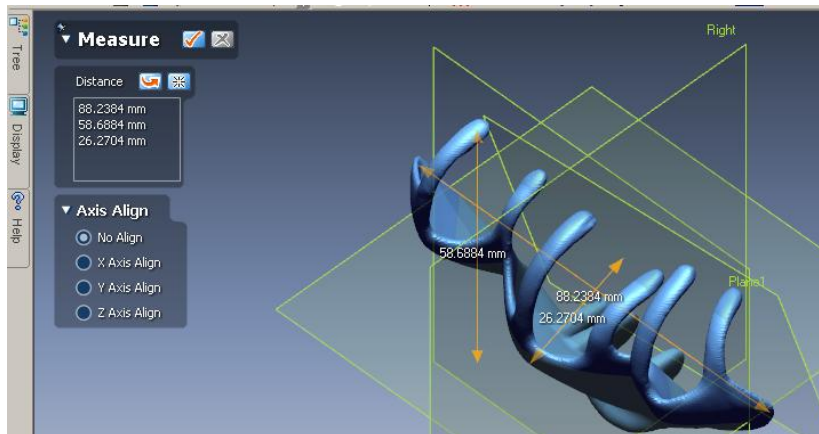 Tree
Display
Help
Measure
Distance
88.2384 mm
58.6884 mm
26.2704 mm
Axis Align
No Align
X Axis Align
Y Axis Align
Z Axis Align
Right
58.6884 mm
88.2384 mm
26.2704 mm
Plane1